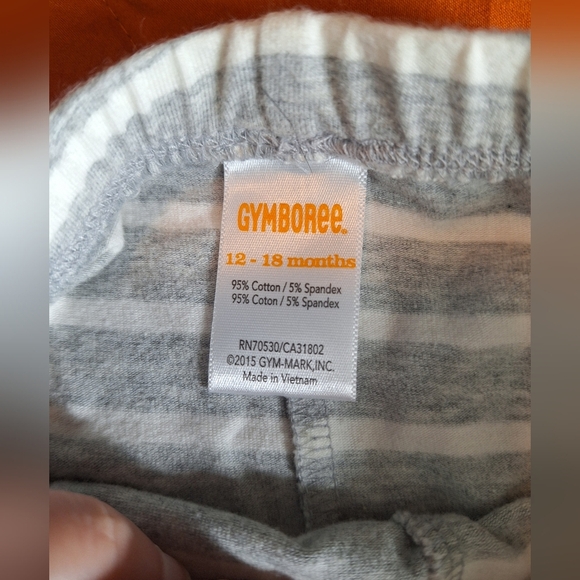 GYMBOREE.
12 - 18 months
95% Cotton / 5% Spandex
95% Coton / 5% Spandex
RN70530/CA31802
©2015 GYM-MARK,INC.
Made in Vietnam